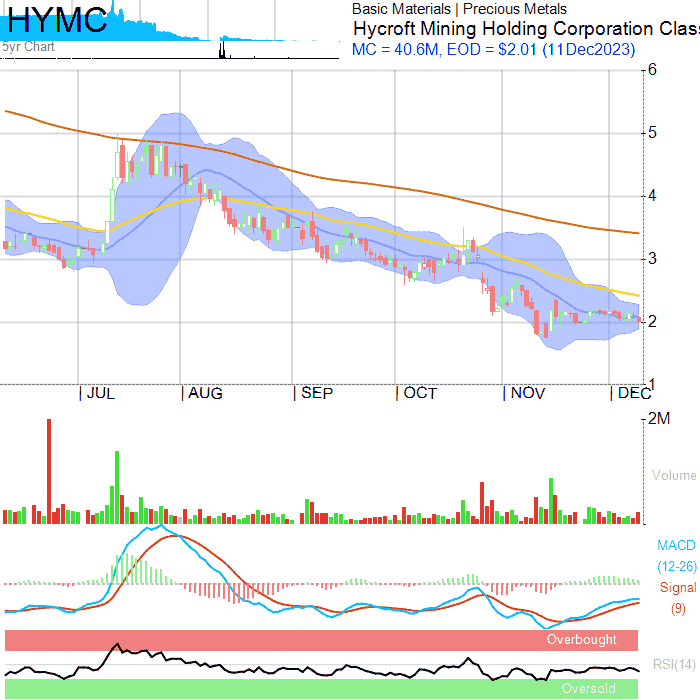 HYMC
5yr Chart
Basic Materials | Precious Metals
Hycroft Mining Holding Corporation Clas
MC = 40.6M, EOD = $2.01 (11Dec2023)
6
5
4
3
2
1
| JUL | AUG | SEP | OCT | NOV | DEC
2M
Volume
MACD
(12-26)
Signal
(9)
Overbought
RSI(14)
Oversold